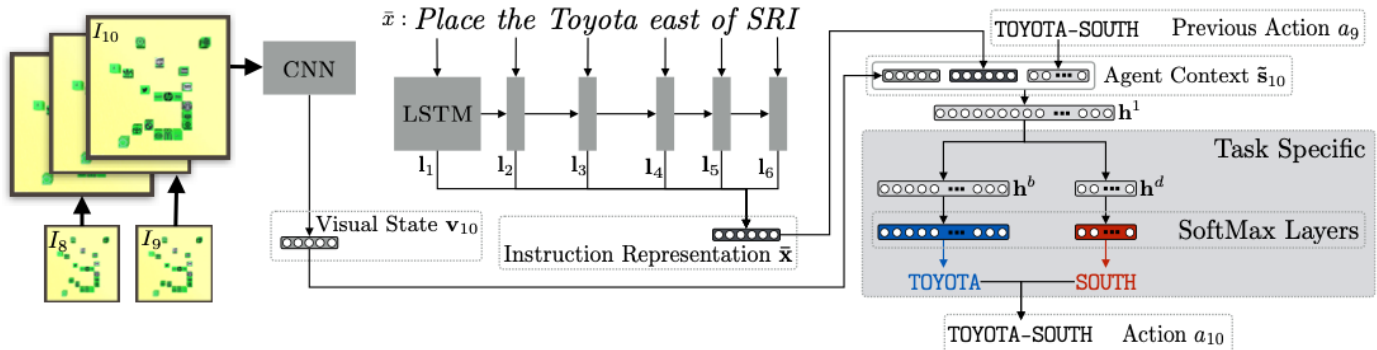 x̄ : Place the Toyota east of SRI
TOYOTA-SOUTH Previous Action a₉
I₁₀
CNN
Agent Context s̃₁₀
LSTM
h¹
Task Specific
l₁ l₂ l₃ l₄ l₅ l₆
hᵇ hᵈ
Visual State v₁₀
I₈ I₉
Instruction Representation x̄
SoftMax Layers
TOYOTA SOUTH
TOYOTA-SOUTH Action a₁₀